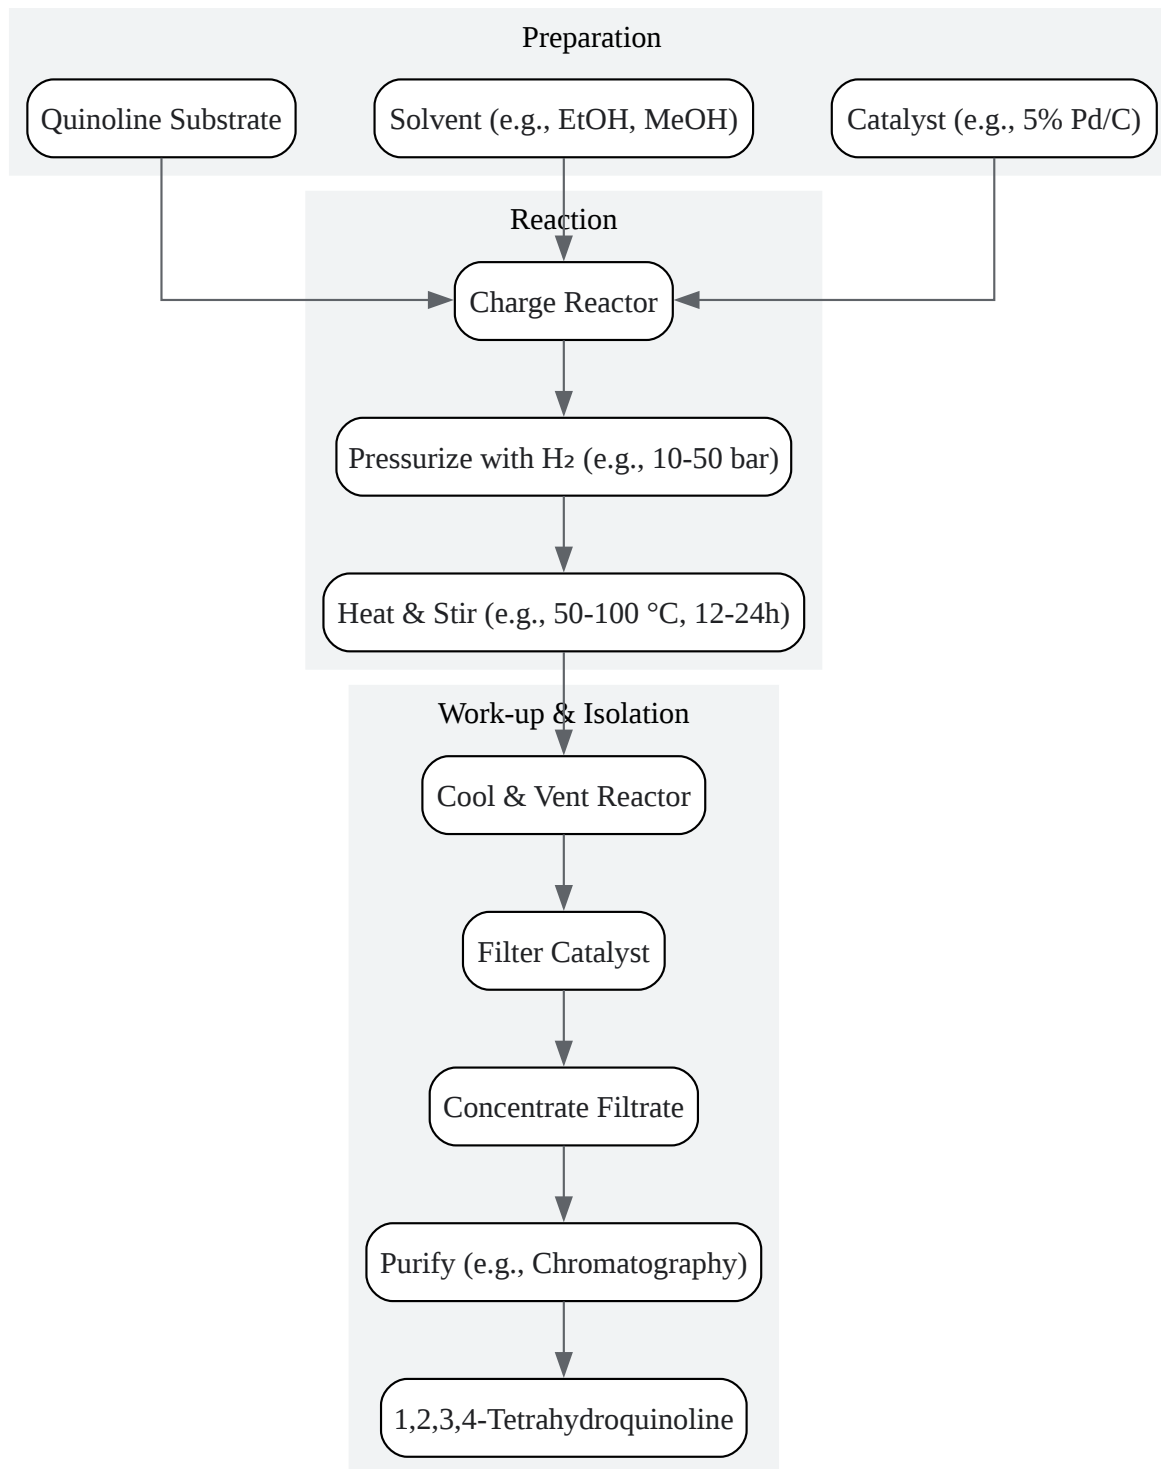 Preparation
Quinoline Substrate
Solvent (e.g., EtOH, MeOH)
Catalyst (e.g., 5% Pd/C)
Reaction
Charge Reactor
Pressurize with H₂ (e.g., 10-50 bar)
Heat & Stir (e.g., 50-100 °C, 12-24h)
Work-up & Isolation
Cool & Vent Reactor
Filter Catalyst
Concentrate Filtrate
Purify (e.g., Chromatography)
1,2,3,4-Tetrahydroquinoline